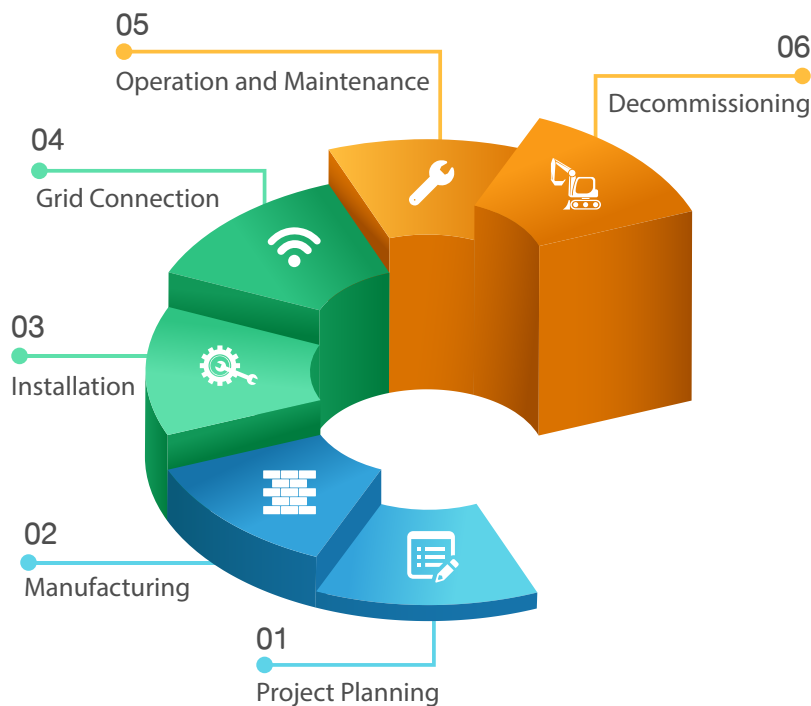 05
Operation and Maintenance
06
Decommissioning
04
Grid Connection
03
Installation
02
Manufacturing
01
Project Planning